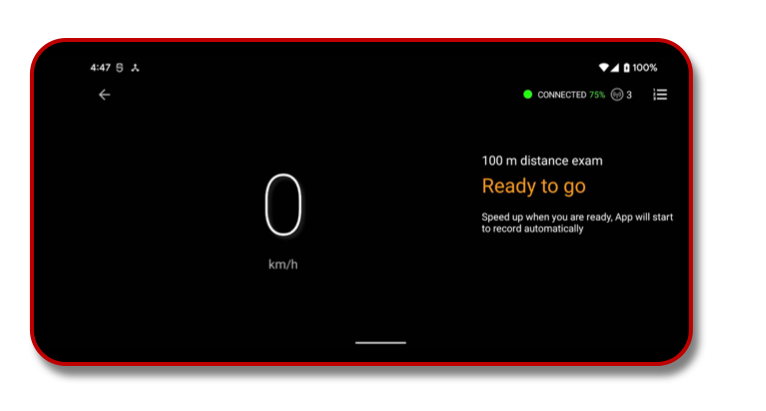 4:47 100%
CONNECTED 75% 3
100 m distance exam
Ready to go
Speed up when you are ready, App will start
to record automatically
0
km/h